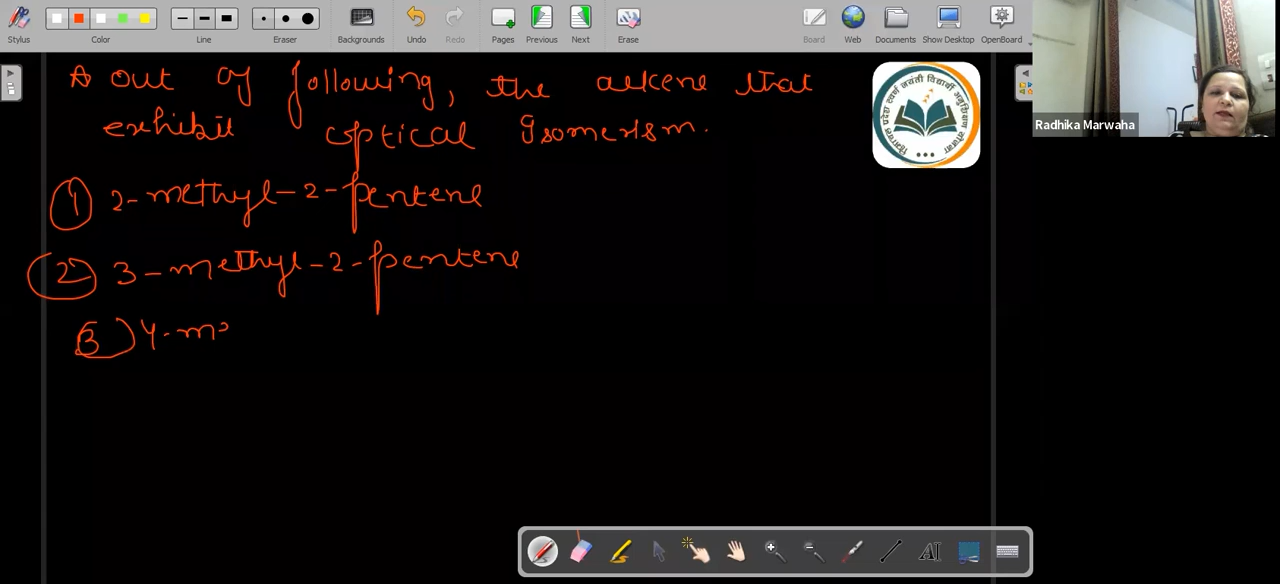 Stylus
Color
Line
Eraser
Backgrounds
Undo
Redo
Pages
Previous
Next
Erase
Board
Web
Documents
Show Desktop
OpenBoard
Radhika Marwaha
out of following, the alkene that
exhibit optical Isomerism.
1 2-methyl-2-pentene
2 3-methyl-2-pentene
3 4-m